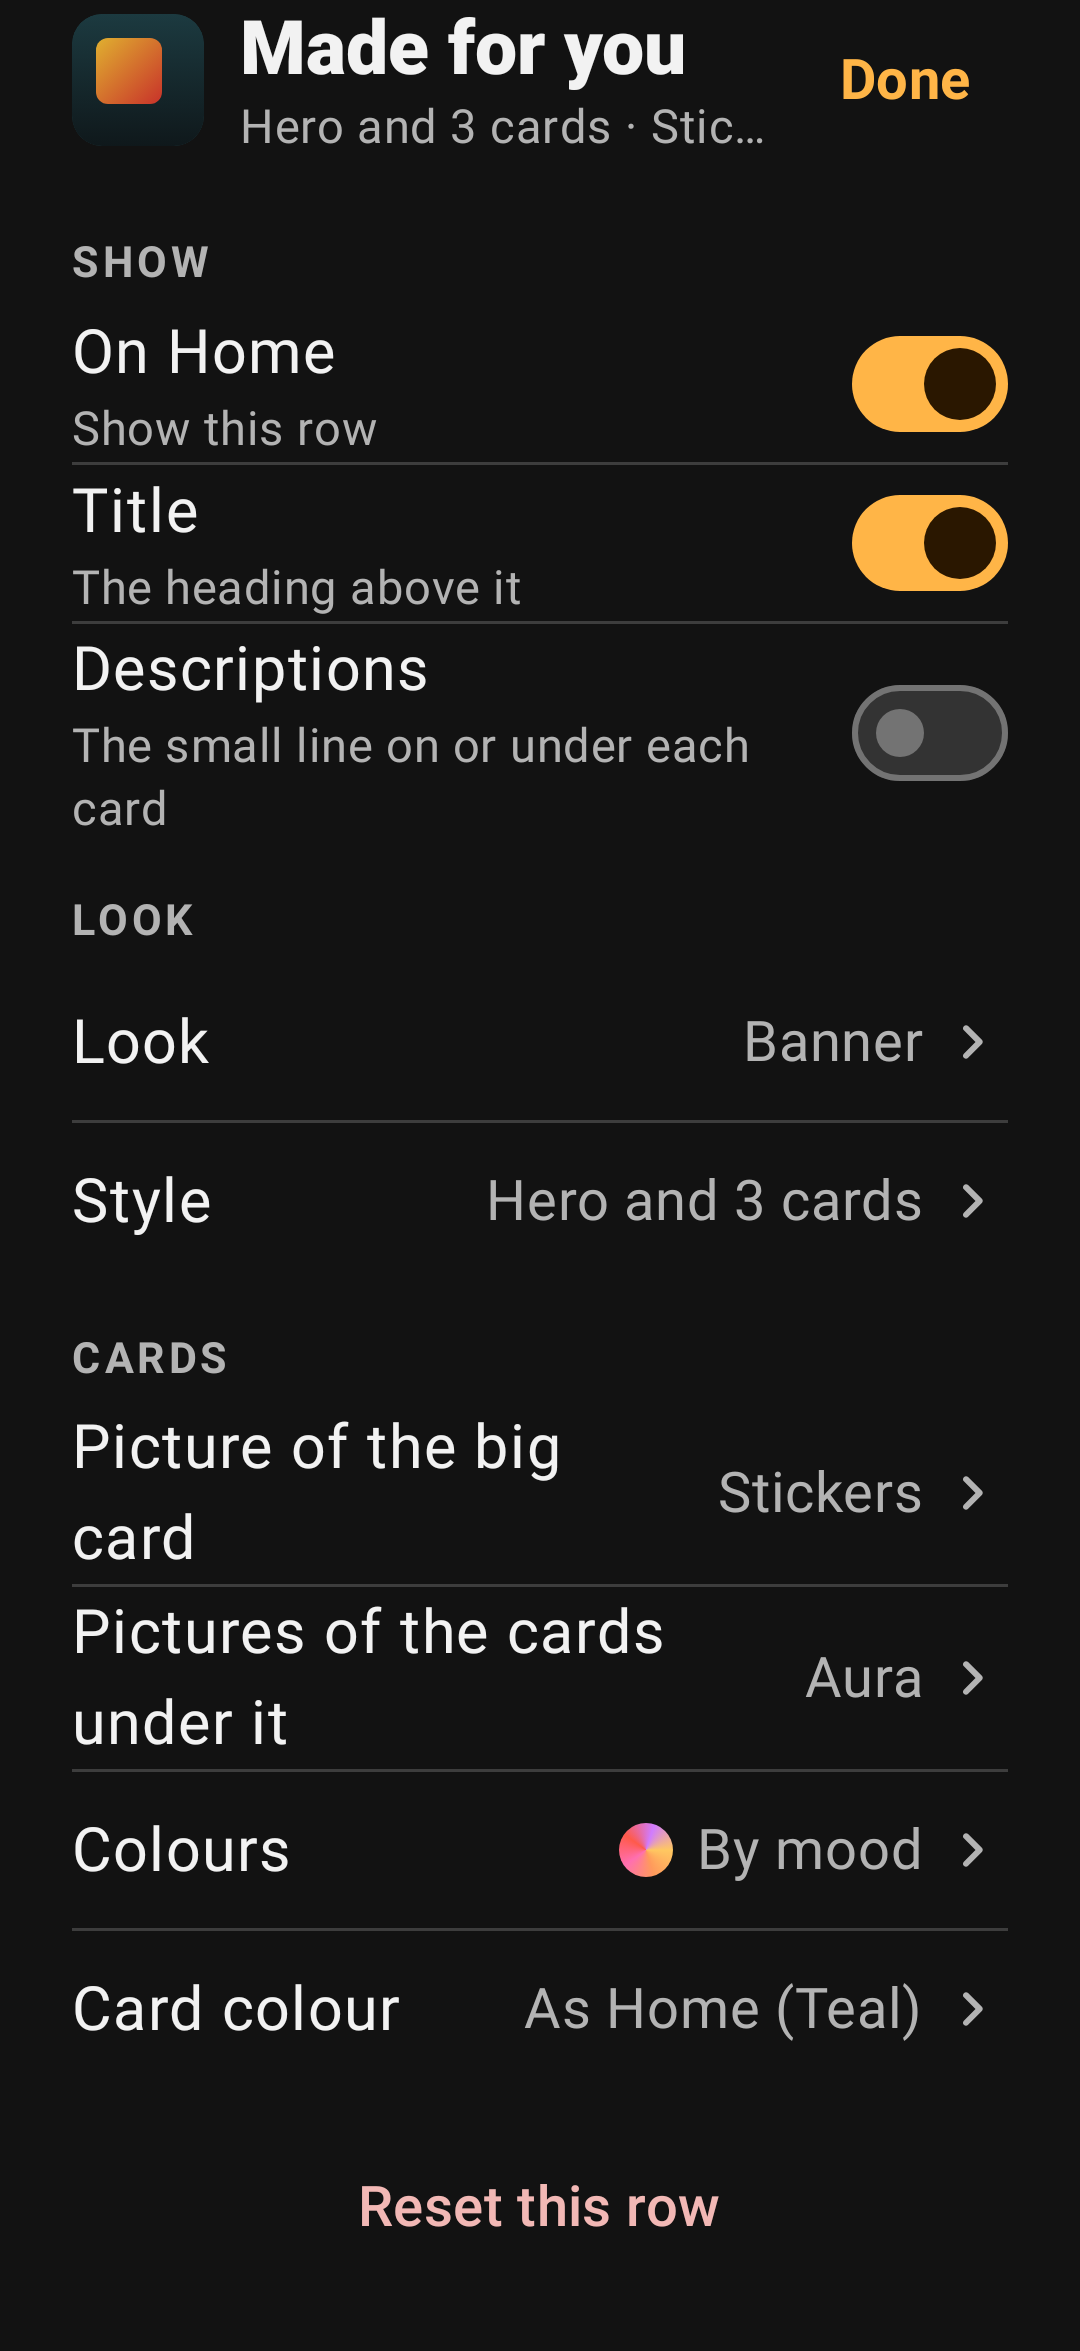 Made for you
Done
Hero and 3 cards · Stic…
SHOW
On Home
Show this row
Title
The heading above it
Descriptions
The small line on or under each
card
LOOK
Look
Banner
Style
Hero and 3 cards
CARDS
Picture of the big
card
Stickers
Pictures of the cards
under it
Aura
Colours
By mood
Card colour
As Home (Teal)
Reset this row